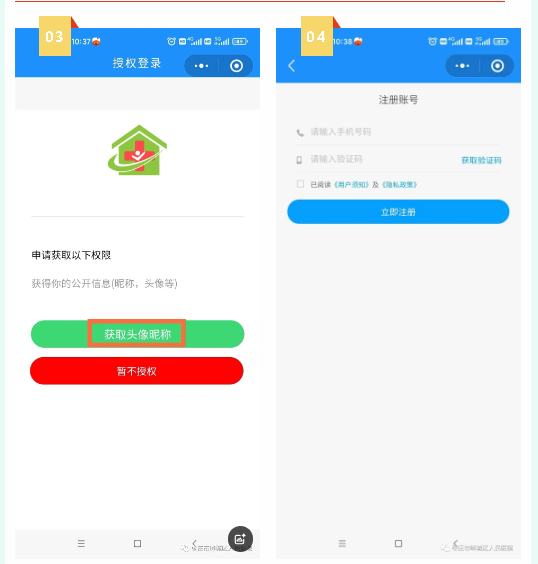 03
10:37
授权登录
申请获取以下权限
获得你的公开信息(昵称，头像等)
获取头像昵称
暂不授权
04
10:38
注册账号
请输入手机号码
请输入验证码
获取验证码
已阅读《用户须知》及《隐私政策》
立即注册